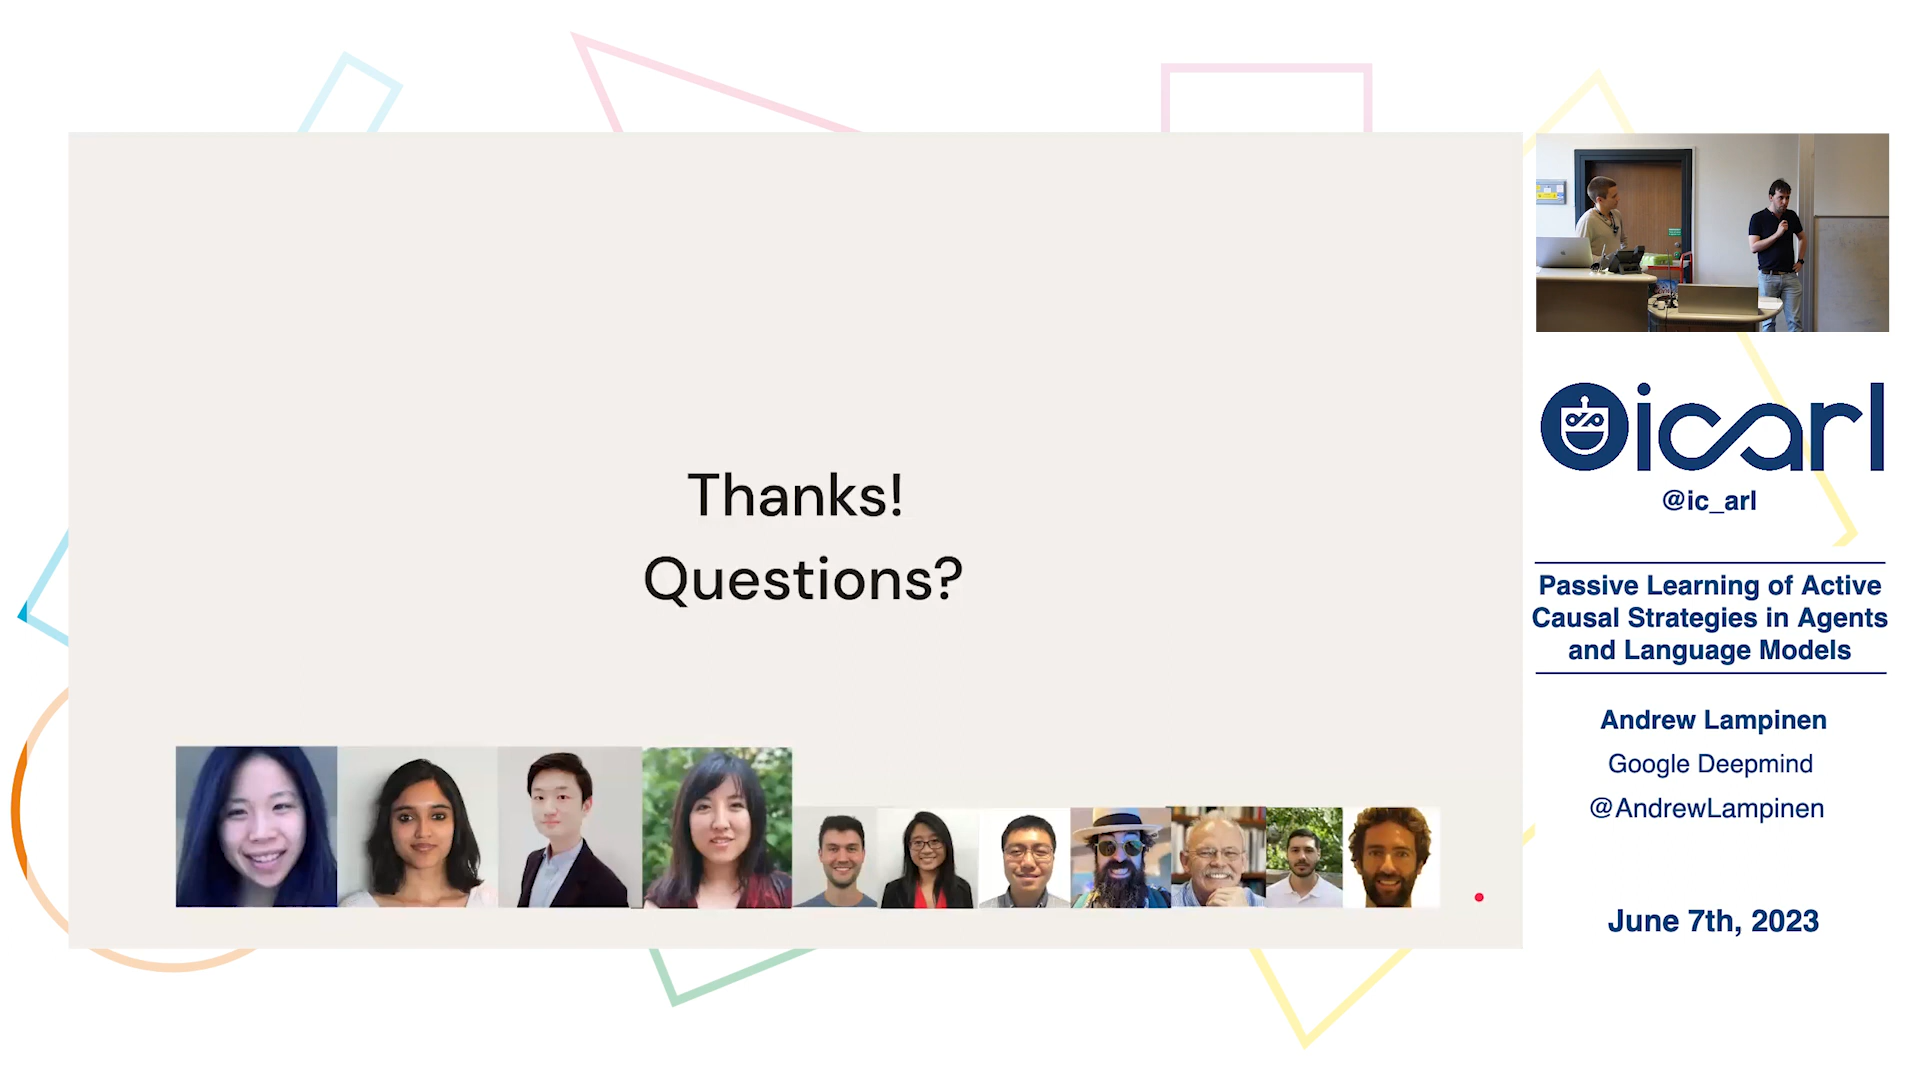 Thanks!
Questions?
icarl
@ic_arl
Passive Learning of Active
Causal Strategies in Agents
and Language Models
Andrew Lampinen
Google Deepmind
@AndrewLampinen
June 7th, 2023